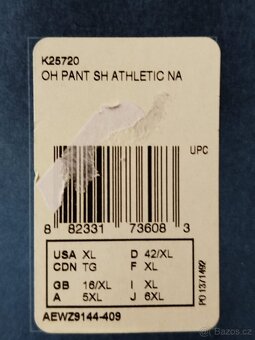 K25720
OH PANT SH ATHLETIC NA
UPC
8 82331 73608 3
USA XL D 42/XL
CDN TG F XL
GB 16/XL I XL
A 5XL J 6XL
PO 13/1492
AEWZ9144-409
Bazoš.cz